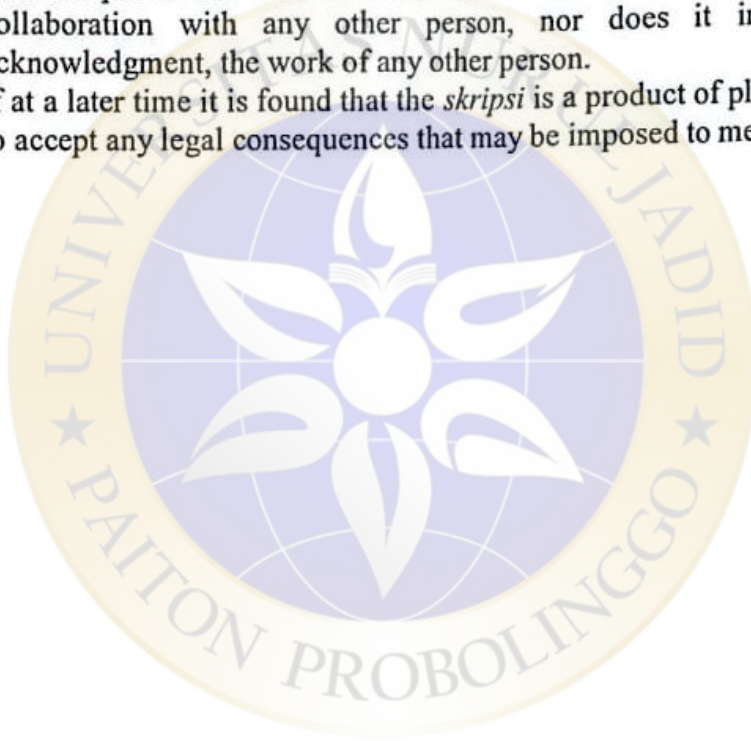 ollaboration with any other person, nor does it
cknowledgment, the work of any other person.
f at a later time it is found that the skripsi is a product of
o accept any legal consequences that may be imposed to me
UNIVERSITAS NURUL JADID
★ PAITON PROBOLINGGO ★